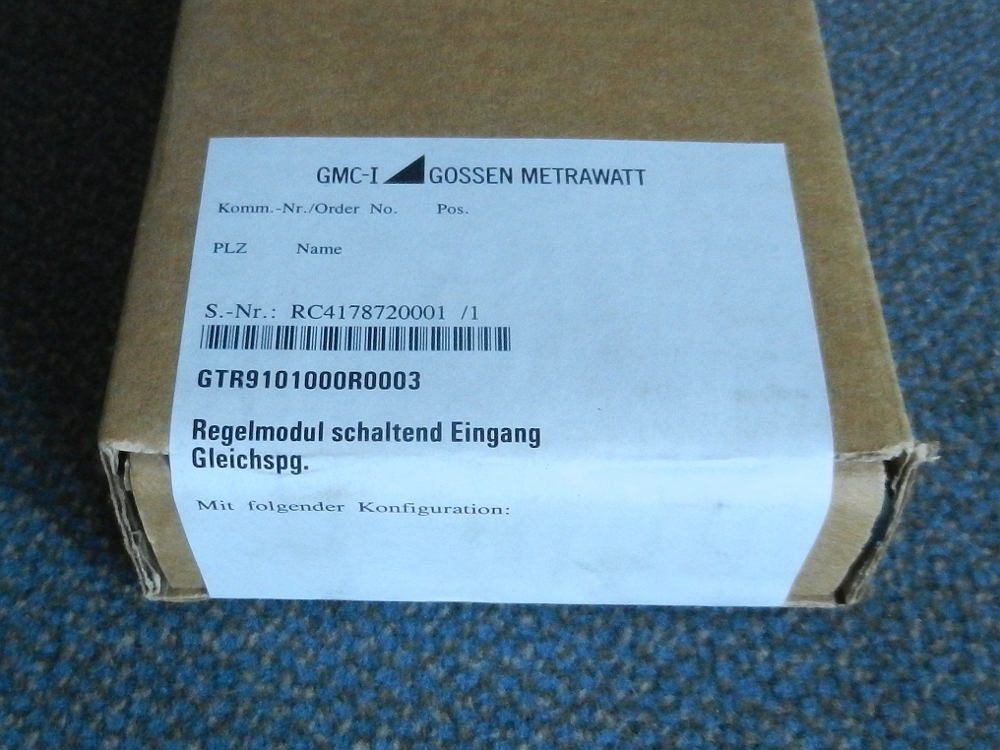 GMC-I GOSSEN METRAWATT
Komm.-Nr./Order No. Pos.
PLZ Name
S.-Nr.: RC4178720001 /1
GTR9101000R0003
Regelmodul schaltend Eingang
Gleichspg.
Mit folgender Konfiguration: